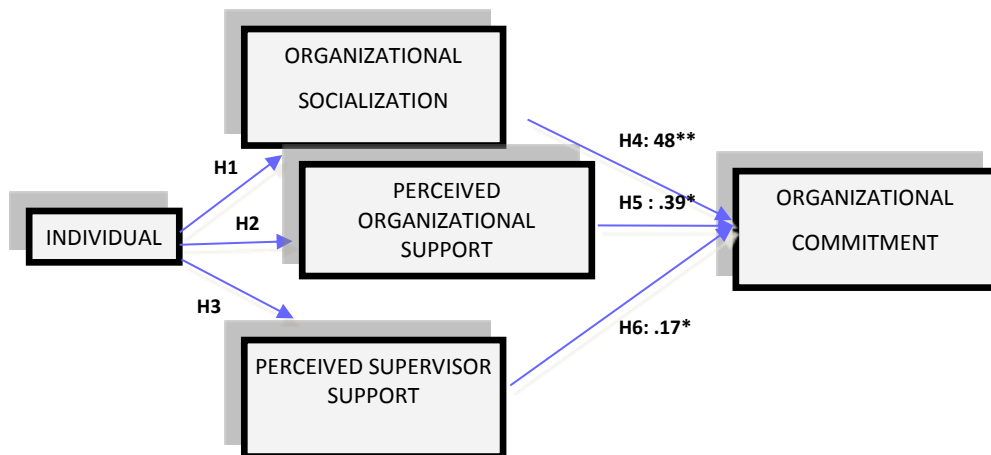 ORGANIZATIONAL
SOCIALIZATION
H4: 48**
H1
PERCEIVED
ORGANIZATIONAL
SUPPORT
H5 : .39*
ORGANIZATIONAL
COMMITMENT
INDIVIDUAL
H2
H3
H6: .17*
PERCEIVED SUPERVISOR
SUPPORT